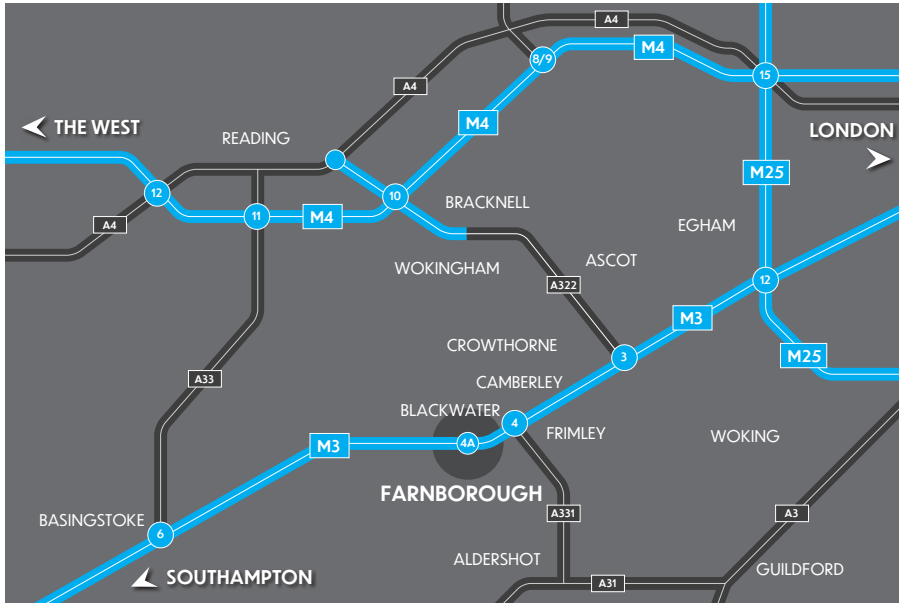 A4
A4
8/9
M4
15
A4
THE WEST
M4
LONDON
READING
M25
12
10
BRACKNELL
11
M4
A4
EGHAM
WOKINGHAM
ASCOT
12
A322
M3
CROWTHORNE
3
M25
A33
CAMBERLEY
BLACKWATER
4
FRIMLEY
WOKING
M3
4A
FARNBOROUGH
BASINGSTOKE
A331
A3
6
ALDERSHOT
GUILDFORD
SOUTHAMPTON
A31